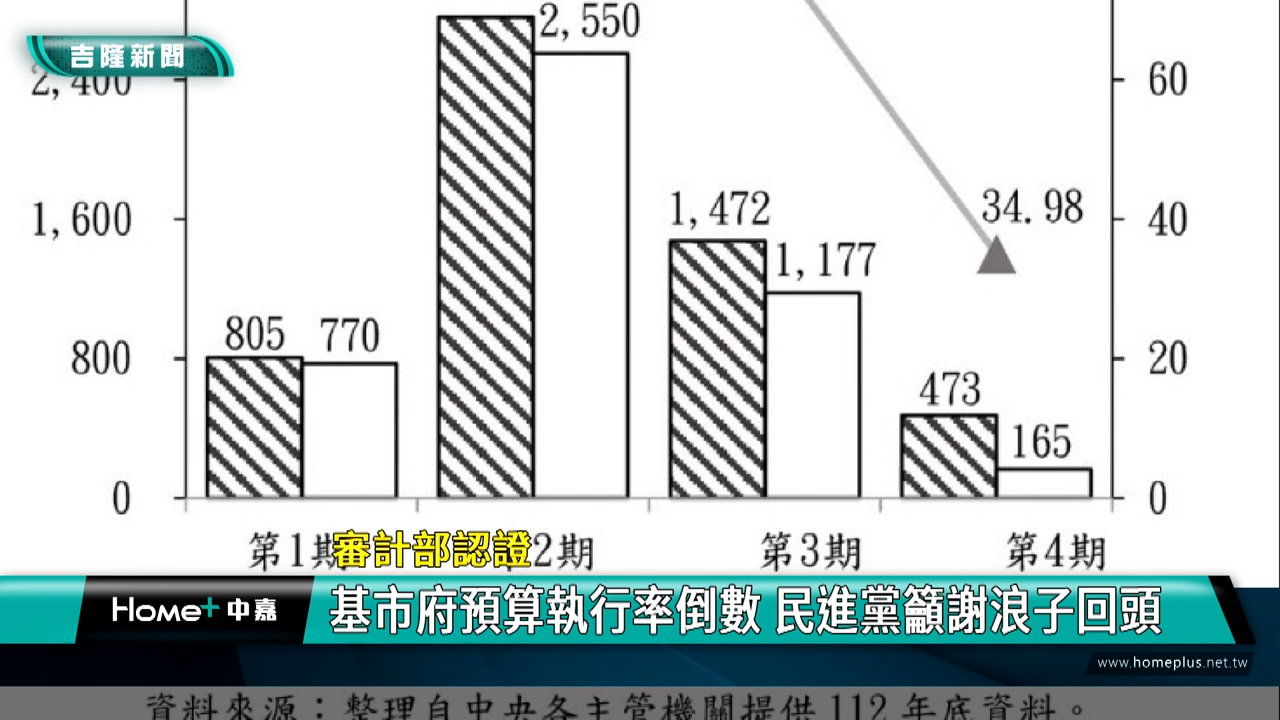 2,550
吉隆新聞
2,400
60
1,472
34.98
1,600
40
1,177
805
770
800
20
473
165
0
0
第1期
2期
第3期
第4期
審計部認證
Home+中嘉
基市府預算執行率倒數 民進黨籲謝浪子回頭
www.homeplus.net.tw
資料來源：整理自中央各主管機關提供112年底資料。